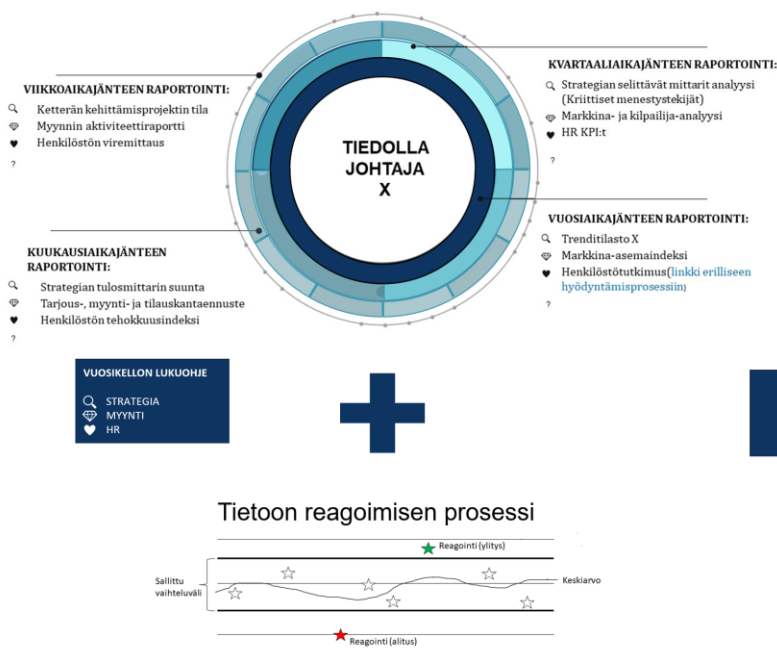 VIIKKOAIKAJÄNTEEN RAPORTOINTI:
Ketterän kehittämisprojektin tila
Myynnin aktiviteettiraportti
Henkilöstön viremittaus
?
KVARTAALIAIKAJÄNTEEN RAPORTOINTI:
Strategian selittävät mittarit analyysi
(Kriittiset menestystekijät)
Markkina- ja kilpailija-analyysi
HR KPI:t
?
TIEDOLLA
JOHTAJA
X
KUUKAUSIAIKAJÄNTEEN
RAPORTOINTI:
Strategian tulosmittarin suunta
Tarjous-, myynti- ja tilauskantaennuste
Henkilöstön tehokkuusindeksi
?
VUOSIAIKAJÄNTEEN RAPORTOINTI:
Trenditilasto X
Markkina-asemaindeksi
Henkilöstötutkimus(linkki erilliseen
hyödyntämisprosessiin)
?
VUOSIKELLON LUKUOHJE
STRATEGIA
MYYNTI
HR
Tietoon reagoimisen prosessi
Reagointi (ylitys)
Sallittu
vaihteluväli
Keskiarvo
Reagointi (alitus)